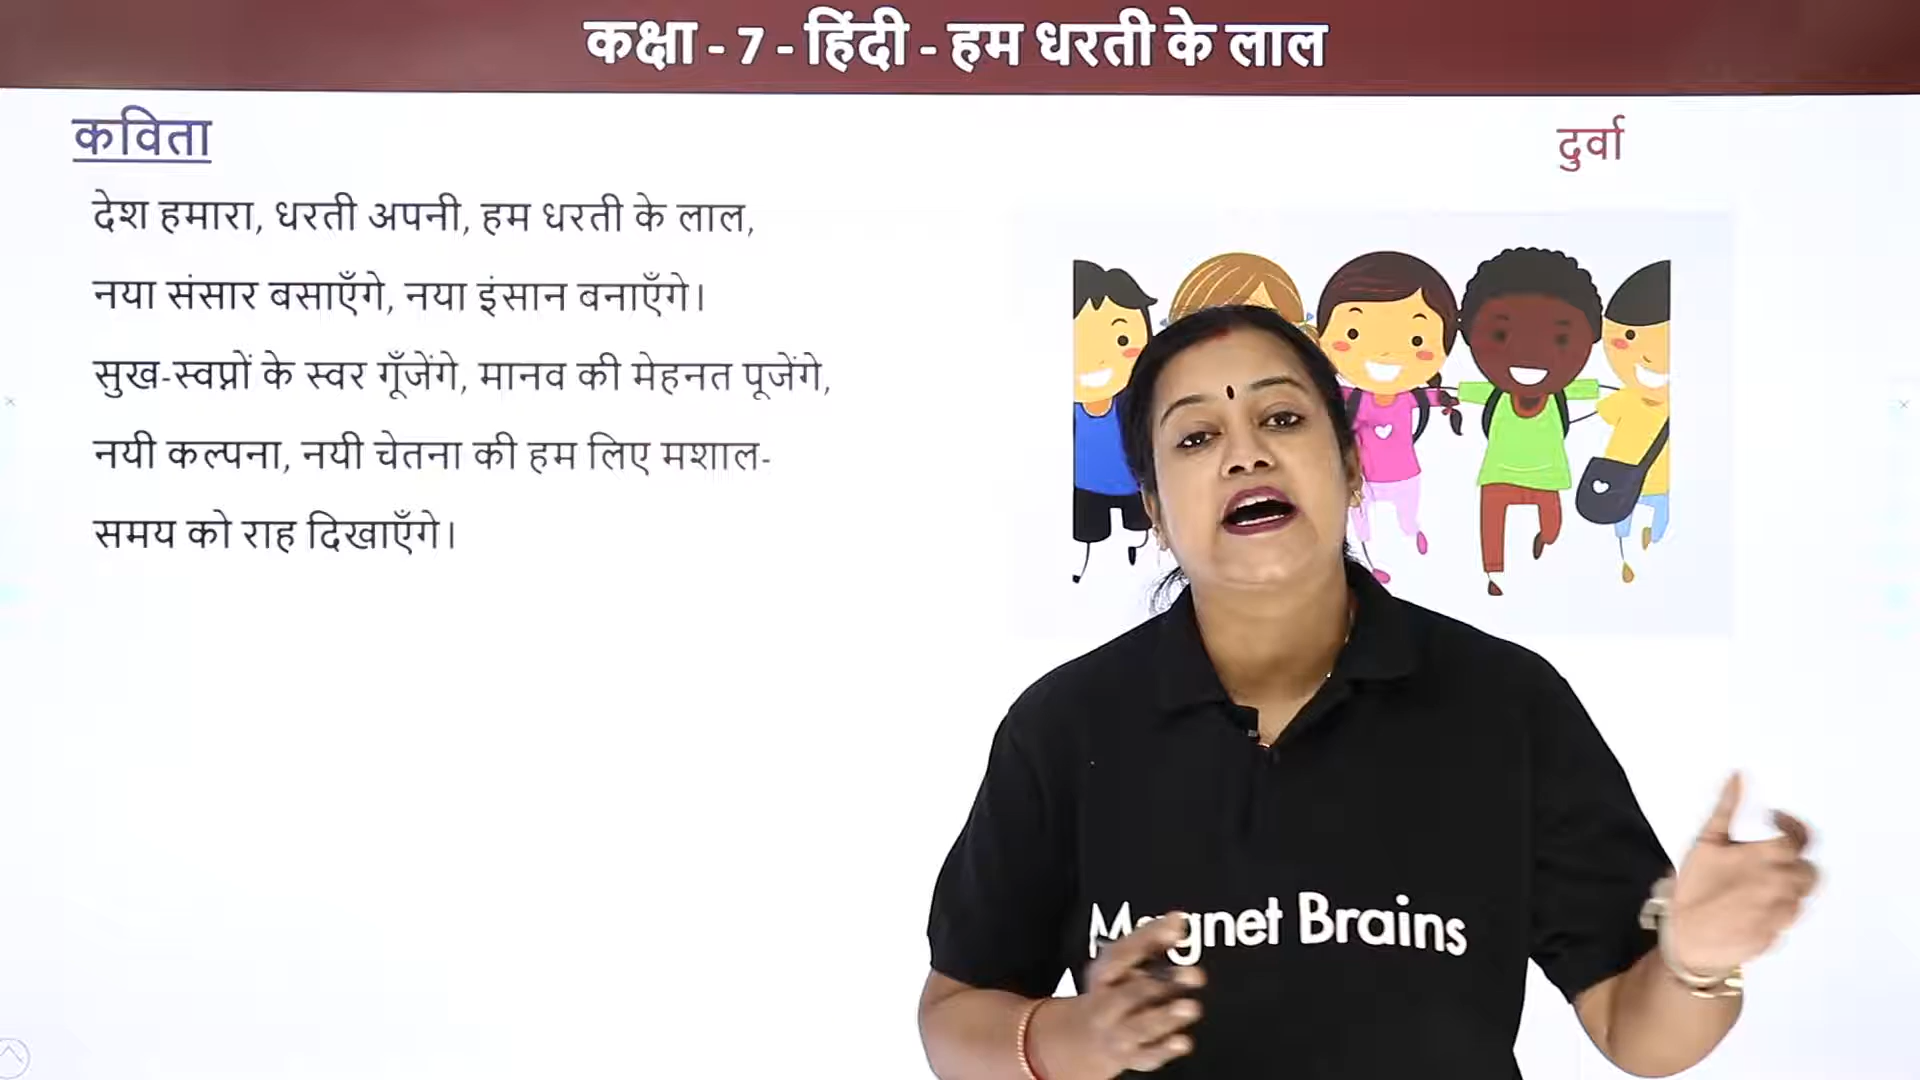 कक्षा - 7 - हिंदी - हम धरती के लाल
कविता
दुर्वा
देश हमारा, धरती अपनी, हम धरती के लाल,
नया संसार बसाएँगे, नया इंसान बनाएँगे।
सुख-स्वप्नों के स्वर गूँजेंगे, मानव की मेहनत पूजेंगे,
नयी कल्पना, नयी चेतना की हम लिए मशाल-
समय को राह दिखाएँगे।
Magnet Brains